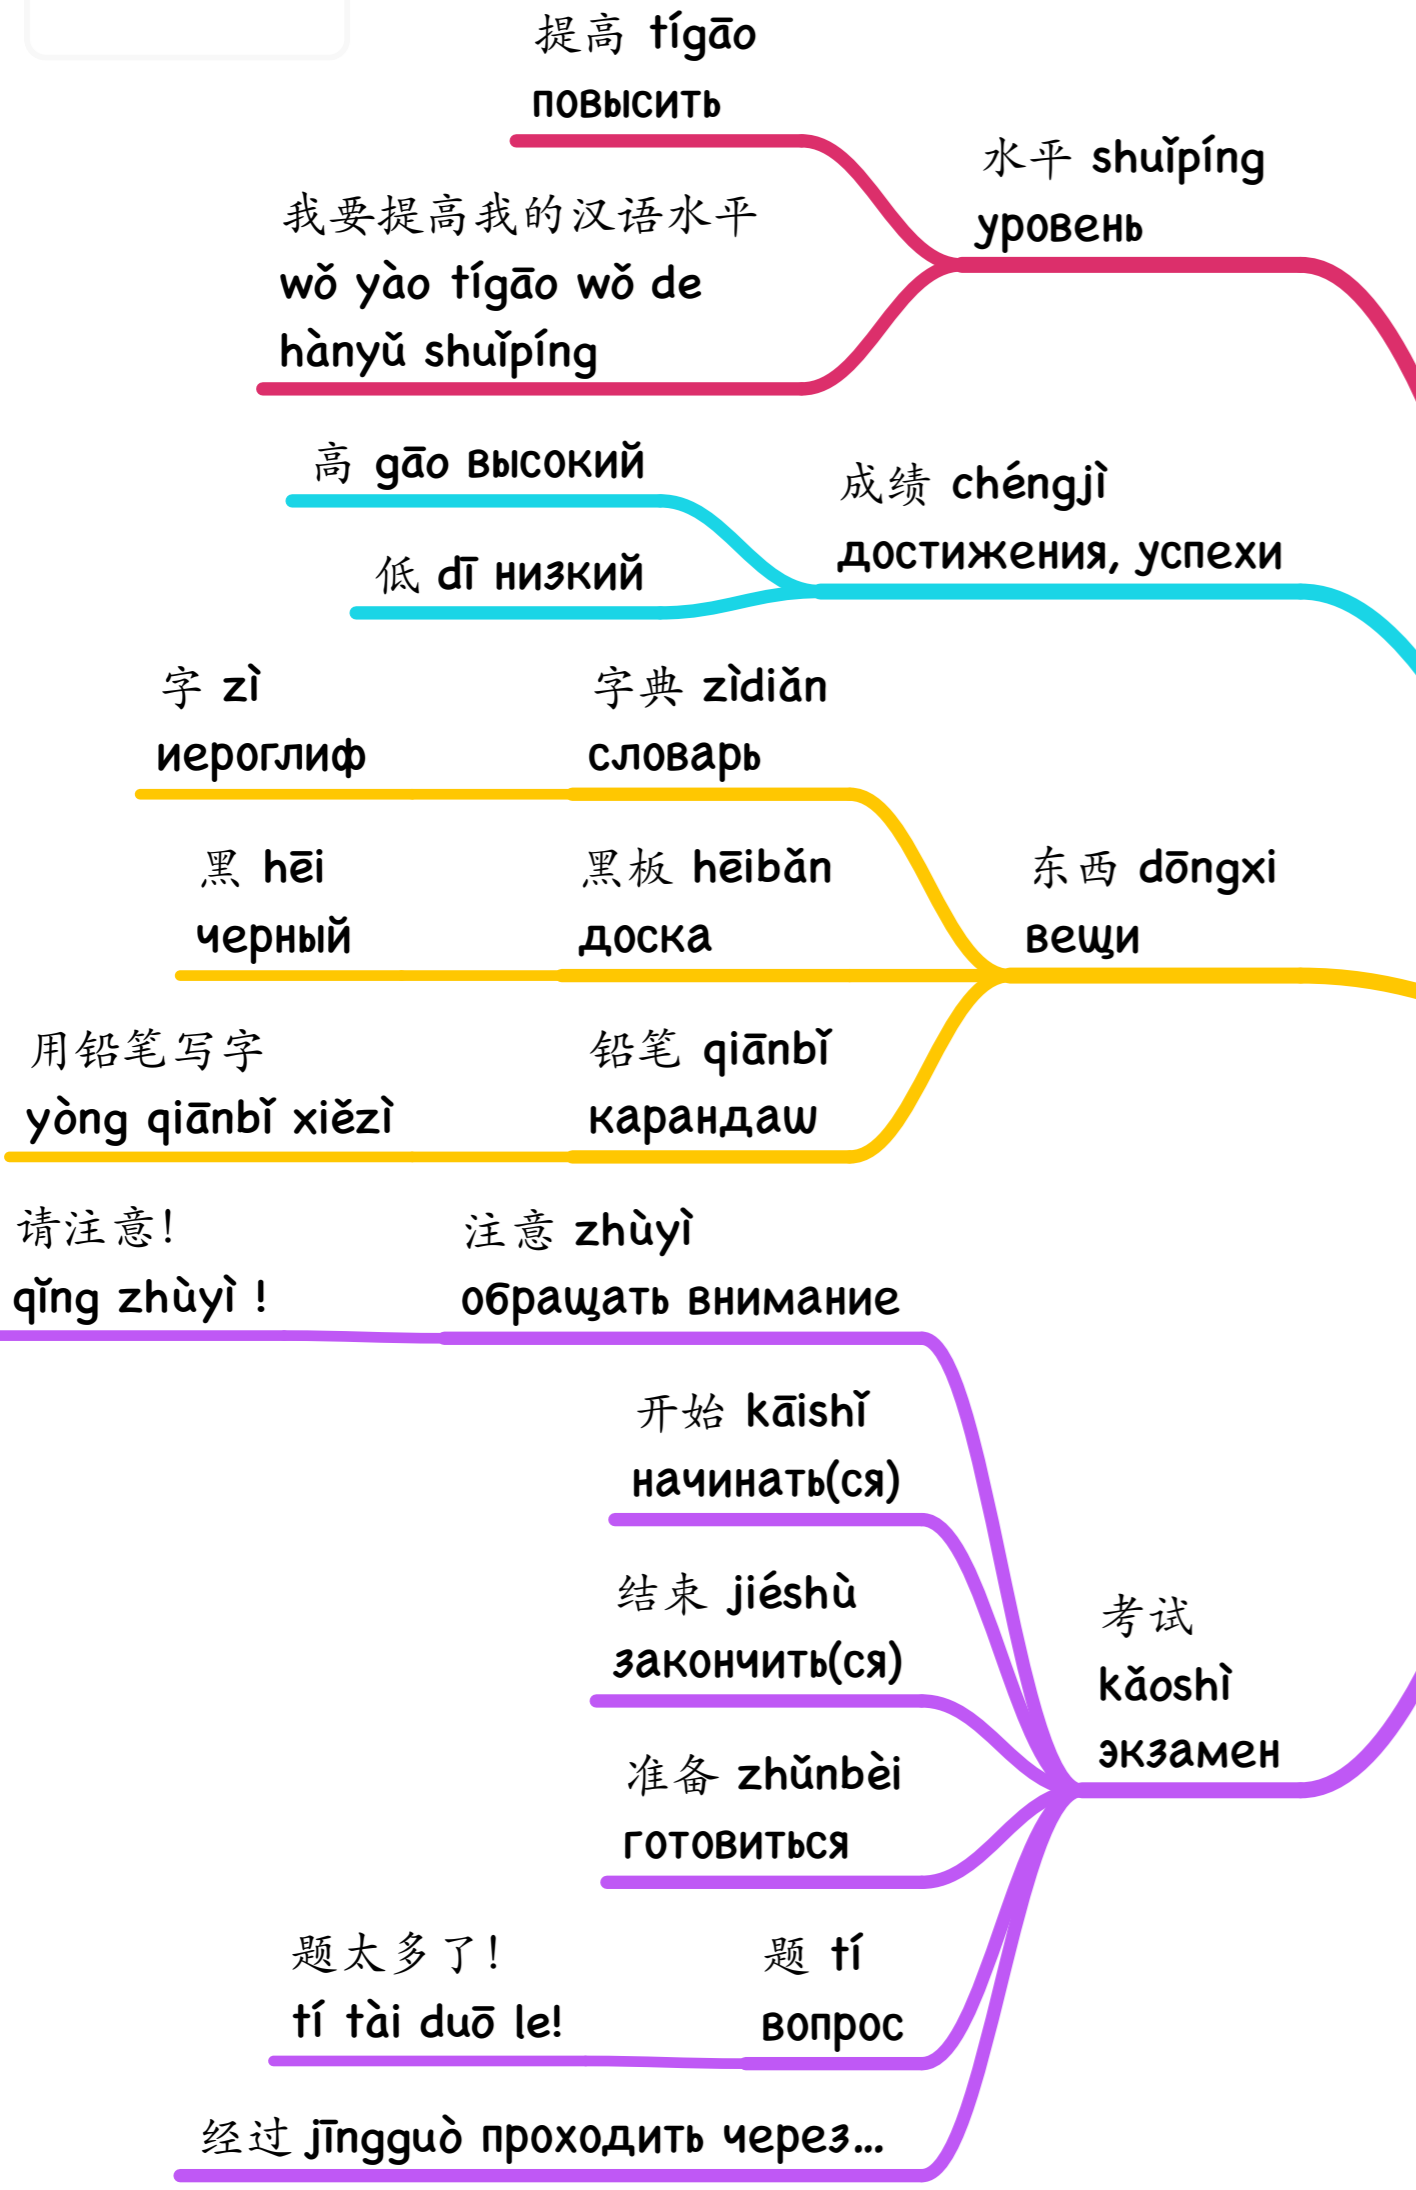 提高 tígāo
повысить
水平 shuǐpíng
уровень
我要提高我的汉语水平
wǒ yào tígāo wǒ de
hànyǔ shuǐpíng
高 gāo высокий
低 dī низкий
成绩 chéngjì
достижения, успехи
字 zì
иероглиф
字典 zìdiǎn
словарь
黑 hēi
черный
黑板 hēibǎn
доска
东西 dōngxi
вещи
用铅笔写字
yòng qiānbǐ xiězì
铅笔 qiānbǐ
карандаш
请注意!
qǐng zhùyì !
注意 zhùyì
обращать внимание
开始 kāishǐ
начинать(ся)
结束 jiéshù
закончить(ся)
考试
kǎoshì
экзамен
准备 zhǔnbèi
готовиться
题太多了!
tí tài duō le!
题 tí
вопрос
经过 jīngguò проходить через...